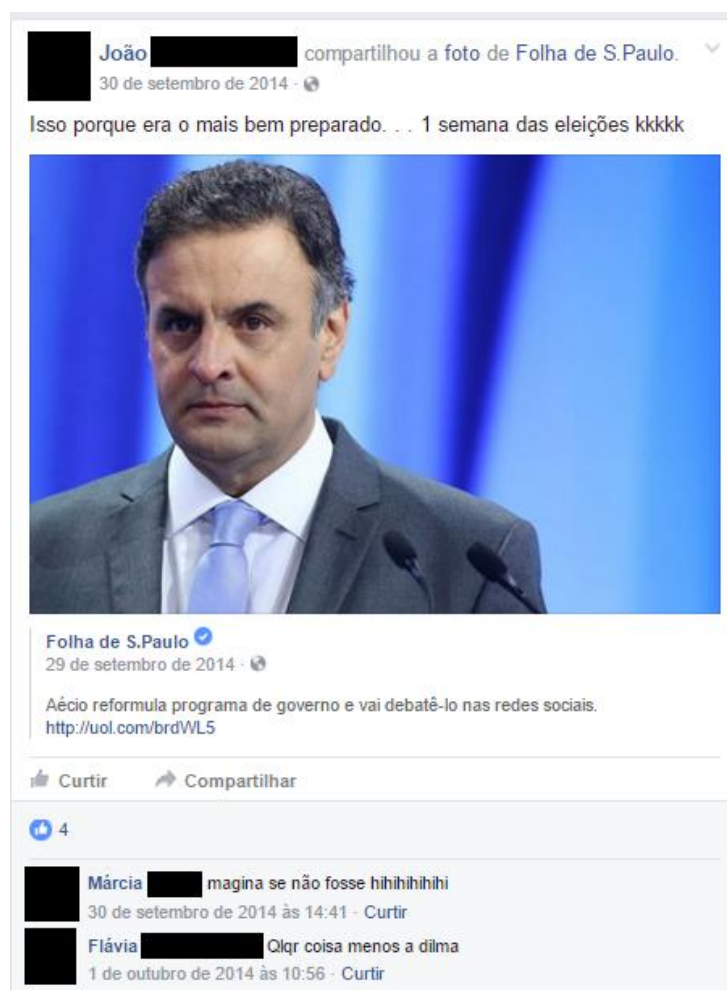 João compartilhou a foto de Folha de S.Paulo.
30 de setembro de 2014 ·
Isso porque era o mais bem preparado. . . 1 semana das eleições kkkkk
Folha de S.Paulo
29 de setembro de 2014 ·
Aécio reformula programa de governo e vai debatê-lo nas redes sociais.
http://uol.com/brdWL5
Curtir Compartilhar
4
Márcia magina se não fosse hihihihihihi
30 de setembro de 2014 às 14:41 · Curtir
Flávia Qlqr coisa menos a dilma
1 de outubro de 2014 às 10:56 · Curtir